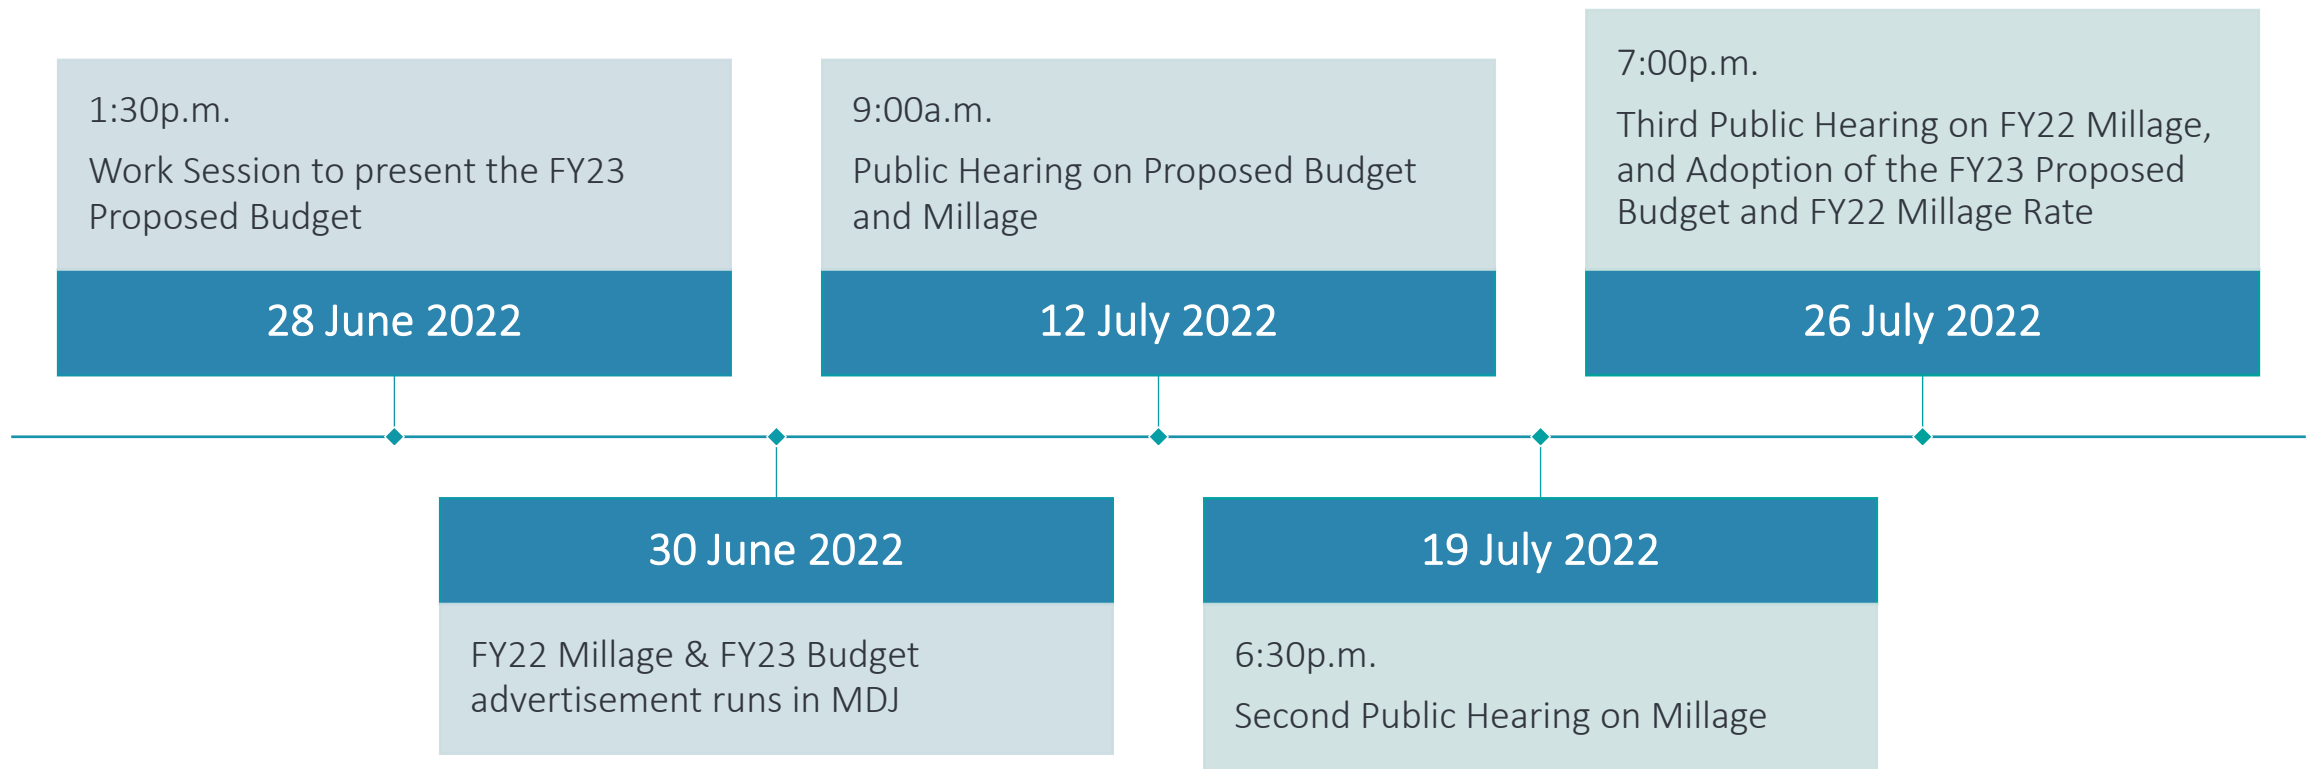 1:30p.m.
Work Session to present the FY23
Proposed Budget
28 June 2022
30 June 2022
FY22 Millage & FY23 Budget
advertisement runs in MDJ
9:00a.m.
Public Hearing on Proposed Budget
and Millage
12 July 2022
19 July 2022
6:30p.m.
Second Public Hearing on Millage
7:00p.m.
Third Public Hearing on FY22 Millage,
and Adoption of the FY23 Proposed
Budget and FY22 Millage Rate
26 July 2022